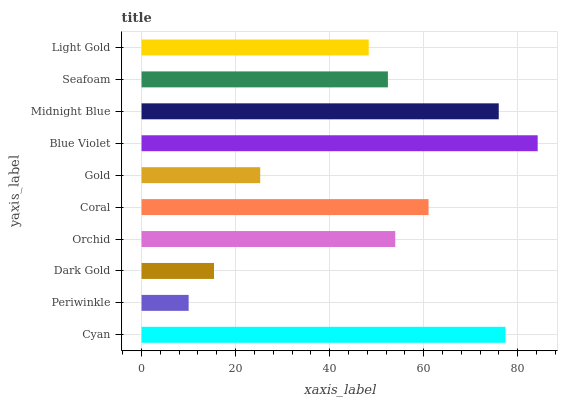 title
Light Gold
Seafoam
Midnight Blue
Blue Violet
Gold
Coral
Orchid
Dark Gold
Periwinkle
Cyan
yaxis_label
0 20 40 60 80
xaxis_label